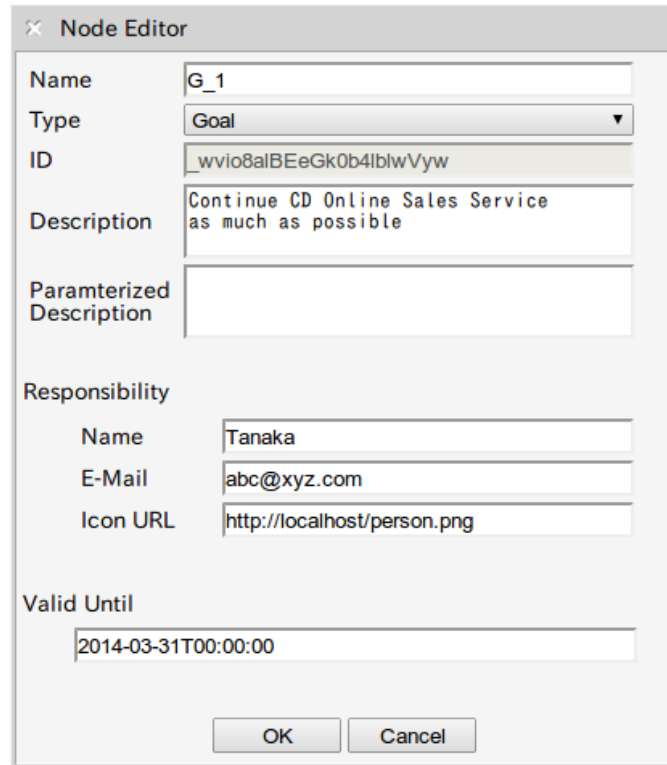 Node Editor
Name G_1
Type Goal
ID _wvio8alBEeGk0b4lblwVyw
Description Continue CD Online Sales Service
as much as possible
Paramterized
Description
Responsibility
Name Tanaka
E-Mail abc@xyz.com
Icon URL http://localhost/person.png
Valid Until
2014-03-31T00:00:00
OK Cancel